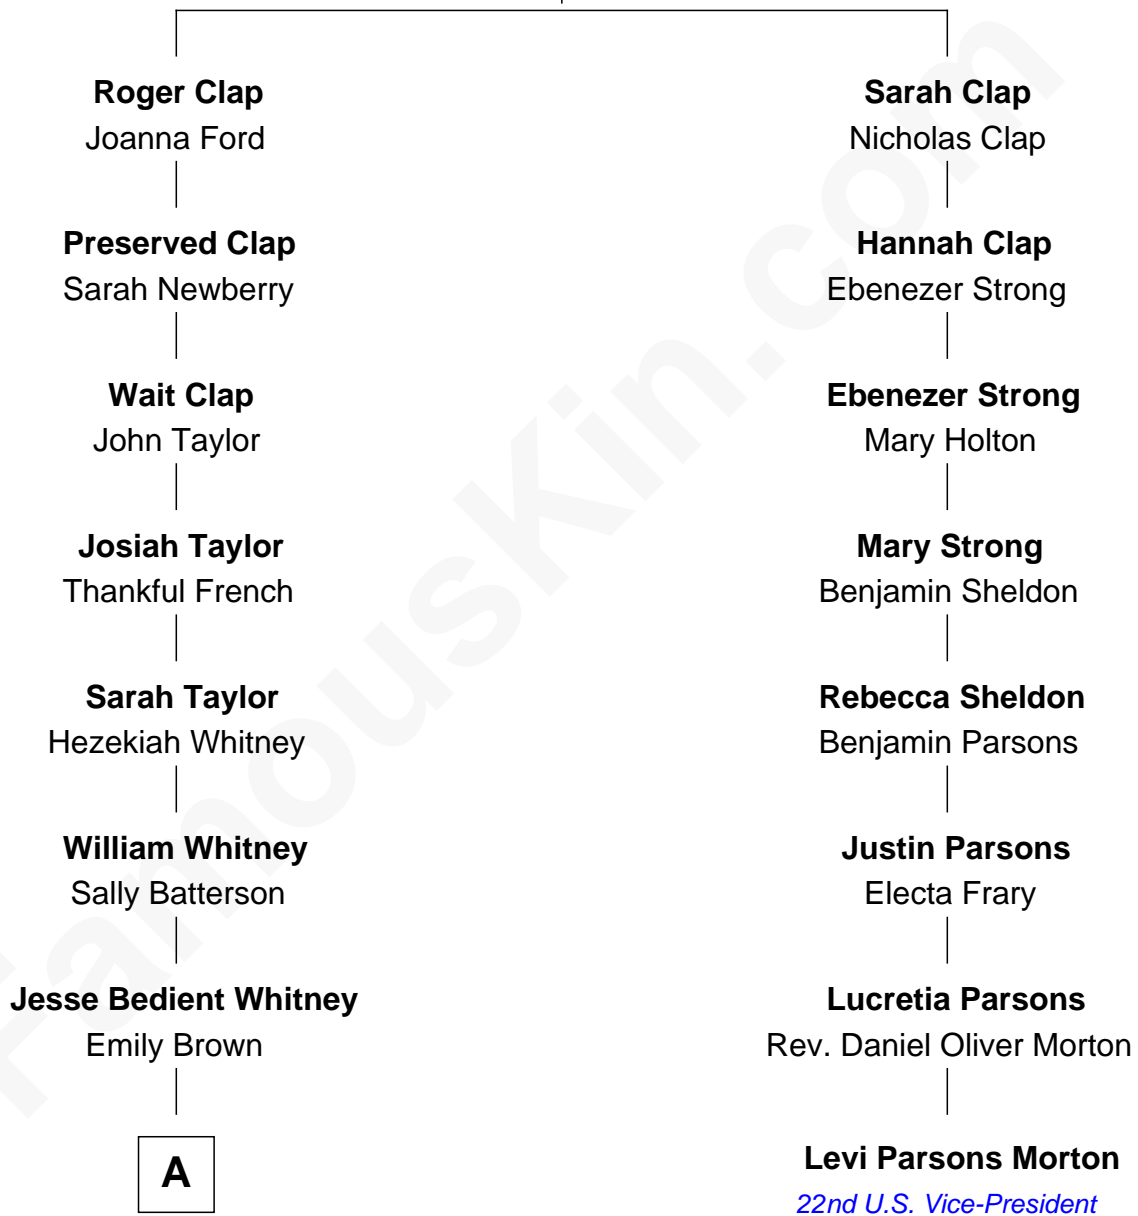 Roger Clap
Joanna Ford
Sarah Clap
Nicholas Clap
Preserved Clap
Sarah Newberry
Hannah Clap
Ebenezer Strong
Wait Clap
John Taylor
Ebenezer Strong
Mary Holton
Josiah Taylor
Thankful French
Mary Strong
Benjamin Sheldon
Sarah Taylor
Hezekiah Whitney
Rebecca Sheldon
Benjamin Parsons
William Whitney
Sally Batterson
Justin Parsons
Electa Frary
Jesse Bedient Whitney
Emily Brown
Lucretia Parsons
Rev. Daniel Oliver Morton
A
Levi Parsons Morton
22nd U.S. Vice-President
FamousKin.com